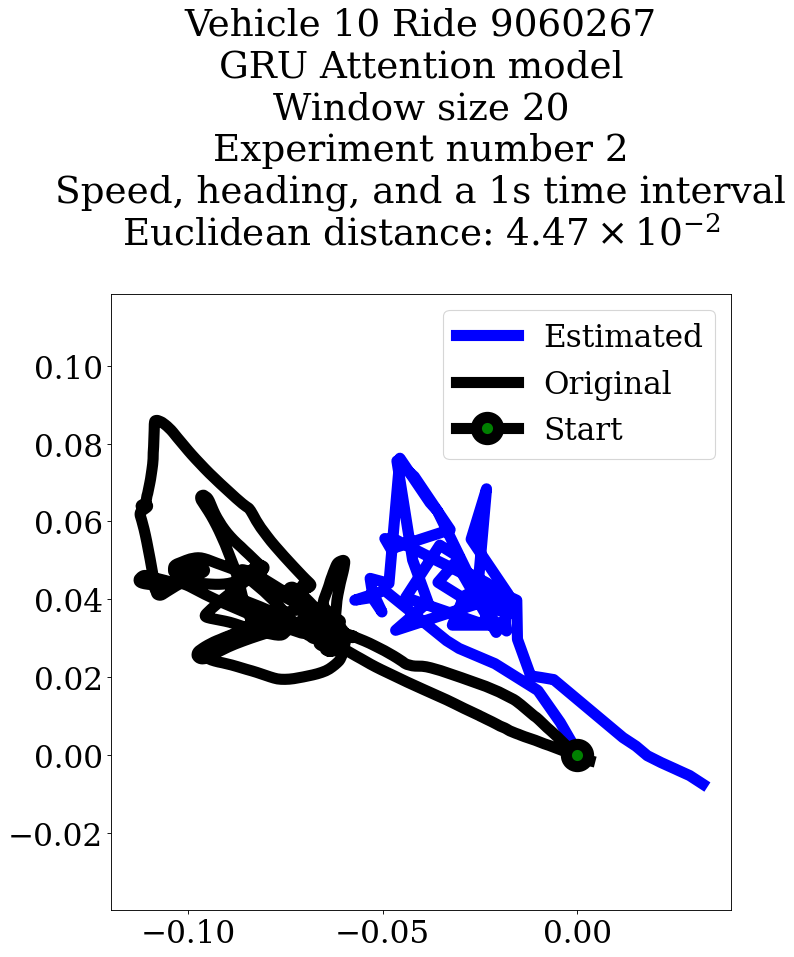 Vehicle 10 Ride 9060267
GRU Attention model
Window size 20
Experiment number 2
Speed, heading, and a 1s time interval
Euclidean distance: 4.47 × 10⁻²
Estimated
Original
Start
0.10
0.08
0.06
0.04
0.02
0.00
−0.02
−0.10 −0.05 0.00